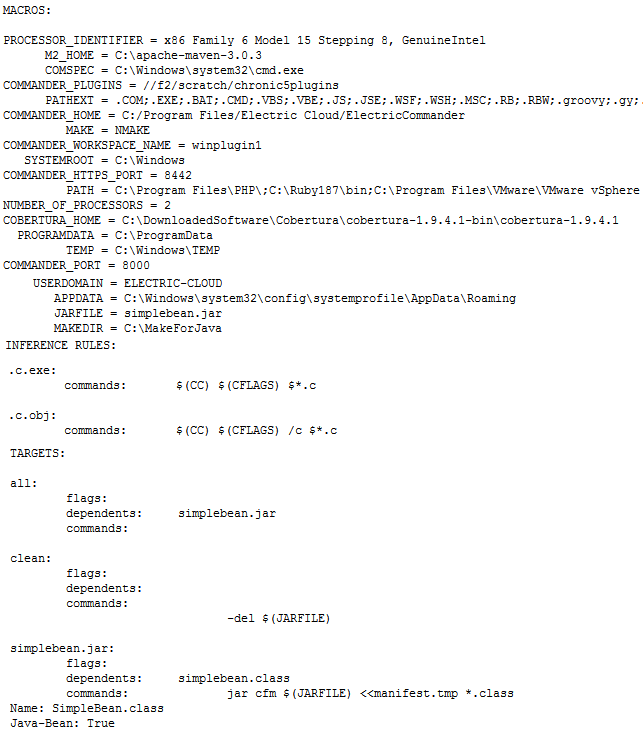 MACROS:
PROCESSOR_IDENTIFIER = x86 Family 6 Model 15 Stepping 8, GenuineIntel
M2_HOME = C:\apache-maven-3.0.3
COMSPEC = C:\Windows\system32\cmd.exe
COMMANDER_PLUGINS = //f2/scratch/chronic5plugins
PATHEXT = .COM;.EXE;.BAT;.CMD;.VBS;.VBE;.JS;.JSE;.WSF;.WSH;.MSC;.RB;.RBW;.groovy;.gy;.
COMMANDER_HOME = C:/Program Files/Electric Cloud/ElectricCommander
MAKE = NMAKE
COMMANDER_WORKSPACE_NAME = winplugin1
SYSTEMROOT = C:\Windows
COMMANDER_HTTPS_PORT = 8442
PATH = C:\Program Files\PHP\;C:\Ruby187\bin;C:\Program Files\VMware\VMware vSphere
NUMBER_OF_PROCESSORS = 2
COBERTURA_HOME = C:\DownloadedSoftware\Cobertura\cobertura-1.9.4.1-bin\cobertura-1.9.4.1
PROGRAMDATA = C:\ProgramData
TEMP = C:\Windows\TEMP
COMMANDER_PORT = 8000
USERDOMAIN = ELECTRIC-CLOUD
APPDATA = C:\Windows\system32\config\systemprofile\AppData\Roaming
JARFILE = simplebean.jar
MAKEDIR = C:\MakeForJava
INFERENCE RULES:
.c.exe:
commands: $(CC) $(CFLAGS) $*.c
.c.obj:
commands: $(CC) $(CFLAGS) /c $*.c
TARGETS:
all:
flags:
dependents: simplebean.jar
commands:
clean:
flags:
dependents:
commands:
-del $(JARFILE)
simplebean.jar:
flags:
dependents: simplebean.class
commands: jar cfm $(JARFILE) <<manifest.tmp *.class
Name: SimpleBean.class
Java-Bean: True